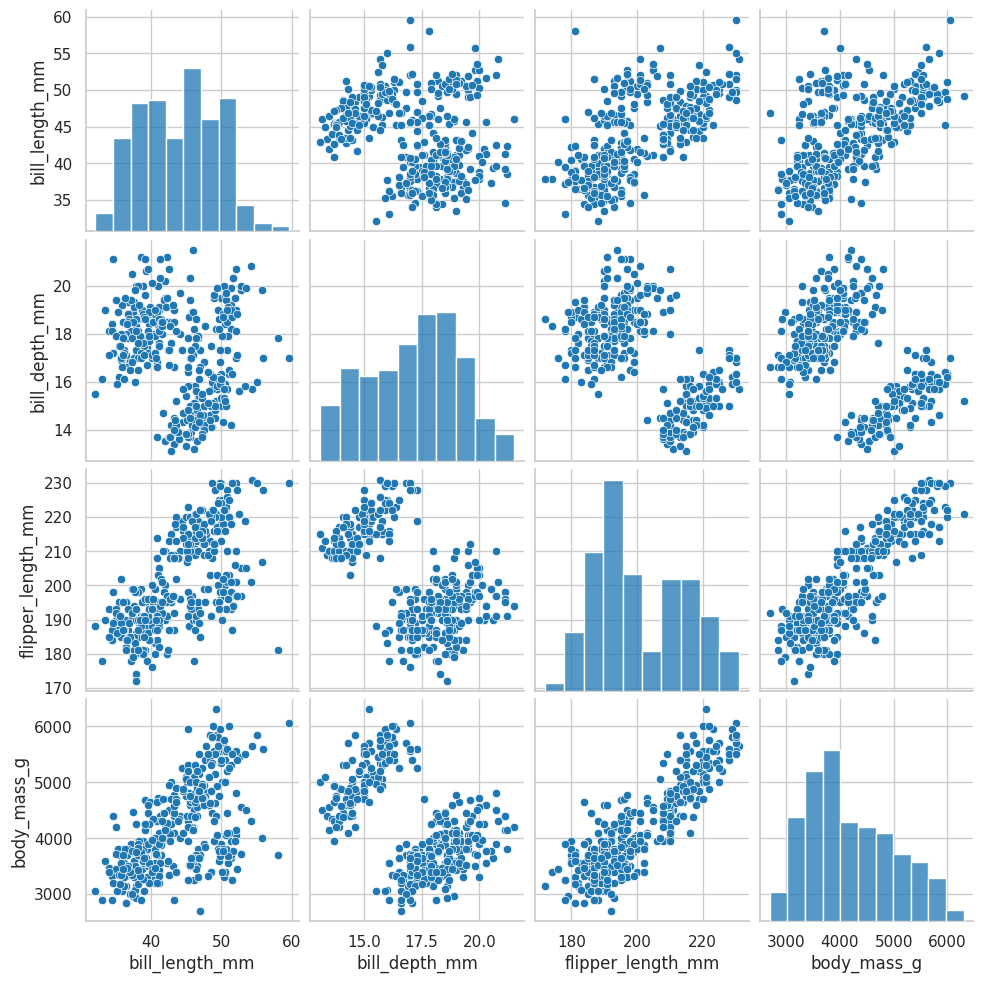 60
55
50
45
40
35
bill_length_mm
20
18
16
14
bill_depth_mm
230
220
210
200
190
180
170
flipper_length_mm
6000
5000
4000
3000
body_mass_g
40 50 60
bill_length_mm
15.0 17.5 20.0
bill_depth_mm
180 200 220
flipper_length_mm
3000 4000 5000 6000
body_mass_g